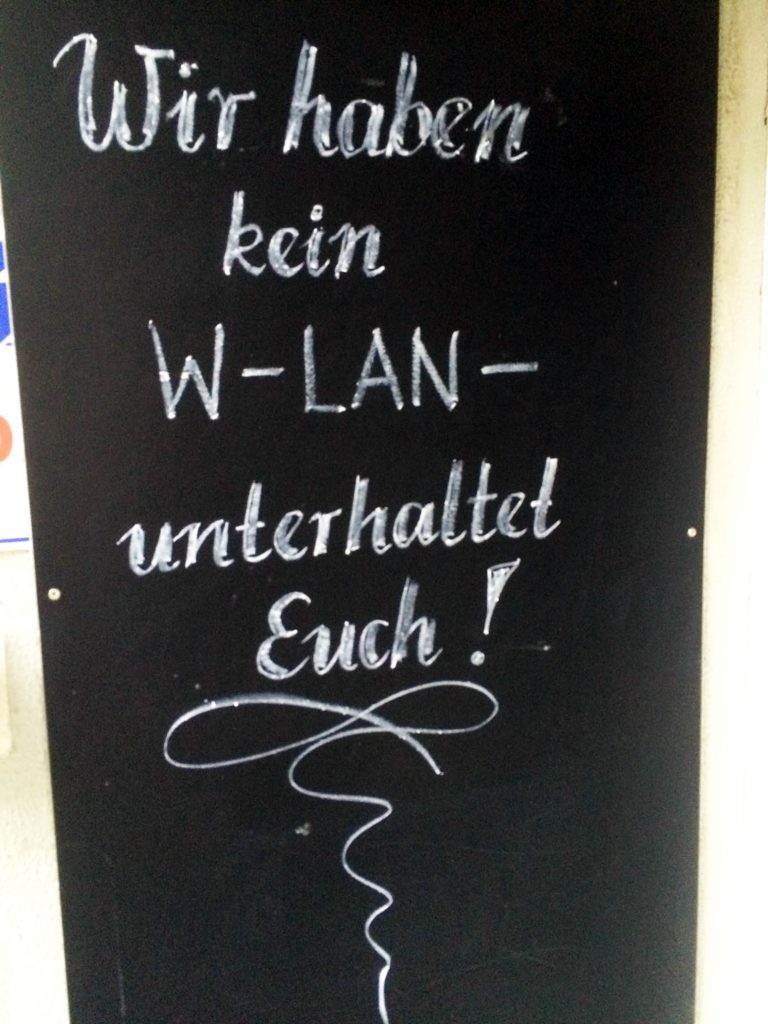 Wir haben
kein
W-LAN-
unterhaltet
Euch!